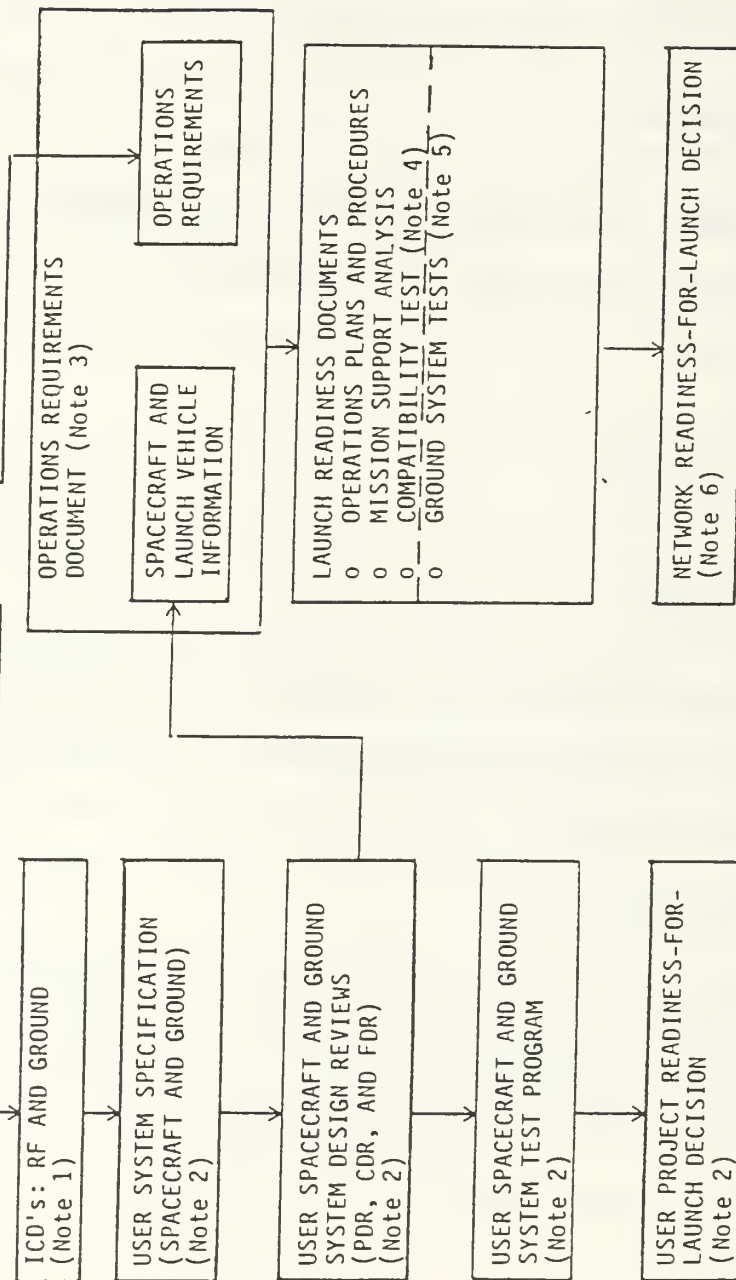 ICD's: RF AND GROUND
(Note 1)
USER SYSTEM SPECIFICATION
(SPACECRAFT AND GROUND)
(Note 2)
USER SPACECRAFT AND GROUND
SYSTEM DESIGN REVIEWS
(PDR, CDR, AND FDR)
(Note 2)
USER SPACECRAFT AND GROUND
SYSTEM TEST PROGRAM
(Note 2)
USER PROJECT READINESS-FOR-
LAUNCH DECISION
(Note 2)
OPERATIONS REQUIREMENTS
DOCUMENT (Note 3)
SPACECRAFT AND
LAUNCH VEHICLE
INFORMATION
OPERATIONS
REQUIREMENTS
LAUNCH READINESS DOCUMENTS
o OPERATIONS PLANS AND PROCEDURES
o MISSION SUPPORT ANALYSIS
o COMPATIBILITY TEST (Note 4)
o GROUND SYSTEM TESTS (Note 5)
NETWORK READINESS-FOR-LAUNCH DECISION
(Note 6)